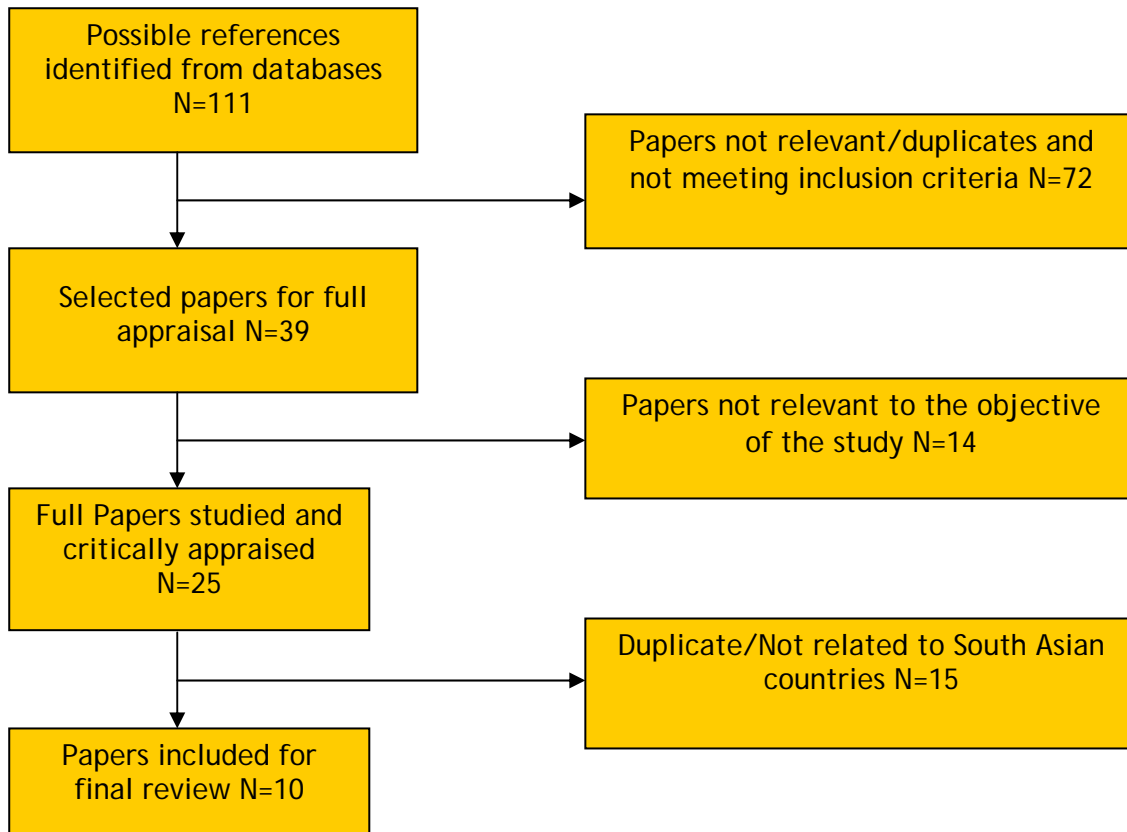 Possible references
identified from databases
N=111
Papers not relevant/duplicates and
not meeting inclusion criteria N=72
Selected papers for full
appraisal N=39
Papers not relevant to the objective
of the study N=14
Full Papers studied and
critically appraised
N=25
Duplicate/Not related to South Asian
countries N=15
Papers included for
final review N=10